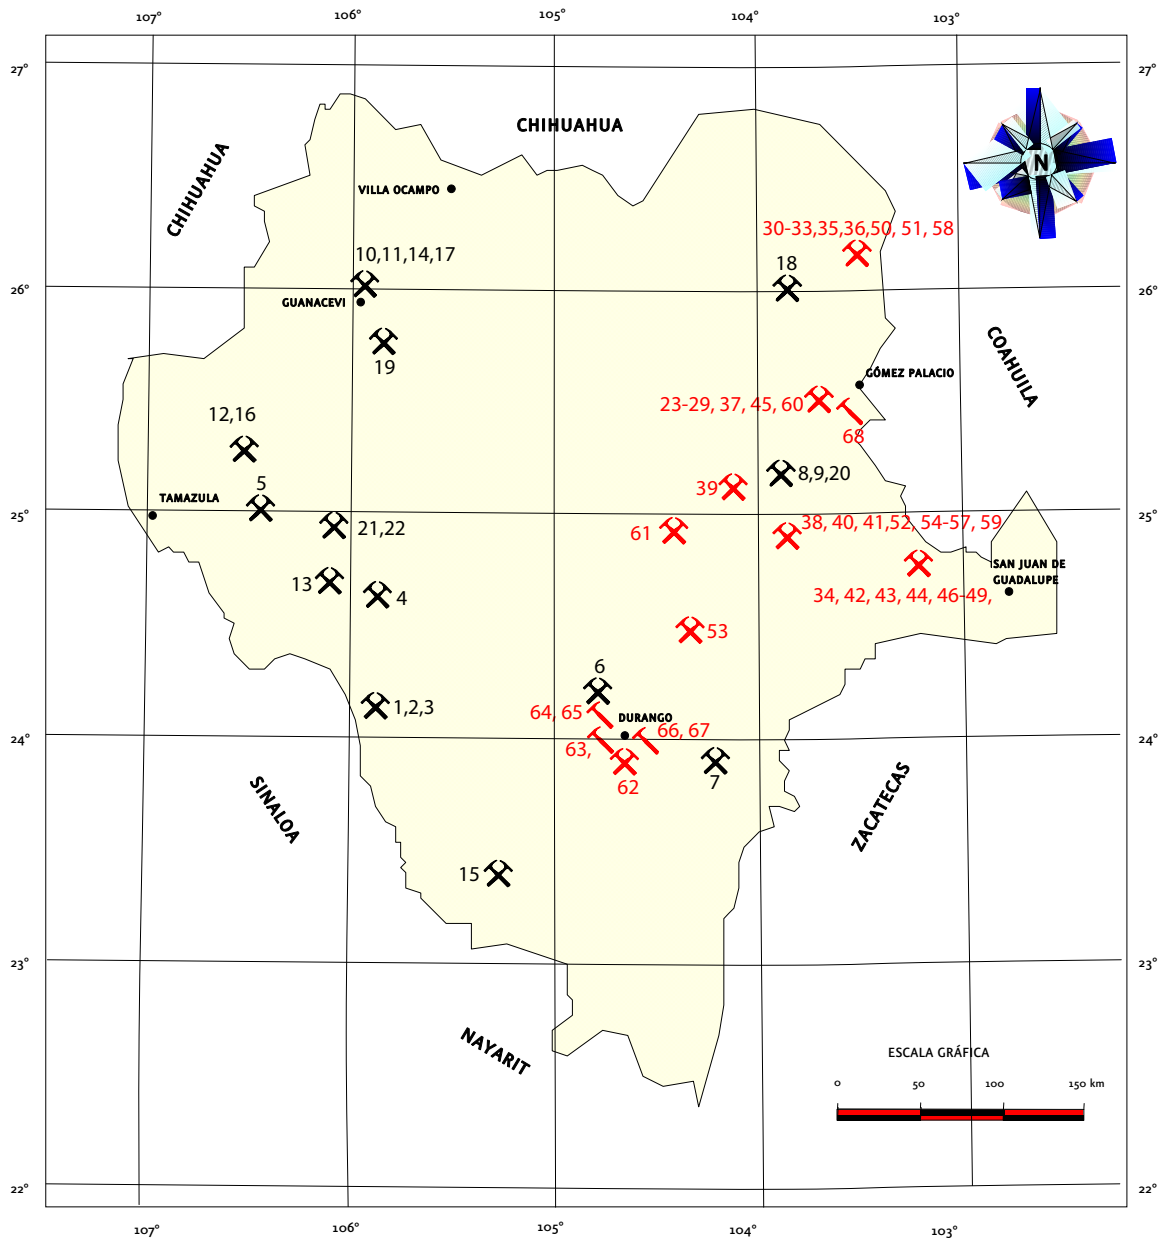 107°
106°
105°
104°
103°
27°
27°
CHIHUAHUA
CHIHUAHUA
N
VILLA OCAMPO
30-33,35,36,50, 51, 58
10,11,14,17
18
26°
26°
GUANACEVI
19
COAHUILA
GÓMEZ PALACIO
23-29, 37, 45, 60
12,16
68
8,9,20
5
39
TAMAZULA
25°
25°
21,22
61
38, 40, 41,52, 54-57, 59
SAN JUAN DE
GUADALUPE
13
4
34, 42, 43, 44, 46-49,
53
6
1,2,3
64, 65
DURANGO
66, 67
24°
24°
63,
62
7
SINALOA
ZACATECAS
15
23°
23°
NAYARIT
ESCALA GRÁFICA
0 50 100 150 km
22°
22°
107°
106°
105°
104°
103°